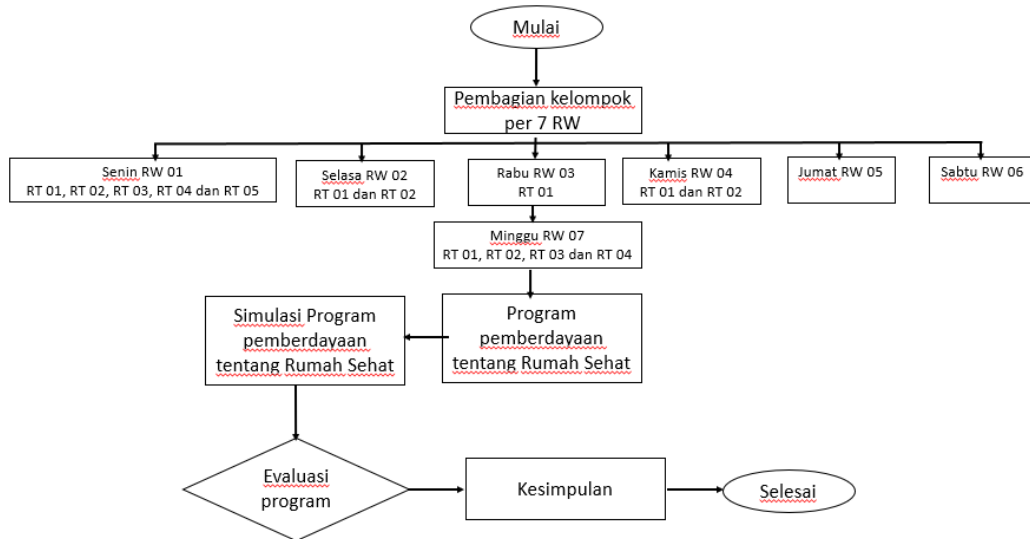 Mulai
Pembagian kelompok
per 7 RW
Senin RW 01
RT 01, RT 02, RT 03, RT 04 dan RT 05
Selasa RW 02
RT 01 dan RT 02
Rabu RW 03
RT 01
Kamis RW 04
RT 01 dan RT 02
Jumat RW 05
Sabtu RW 06
Minggu RW 07
RT 01, RT 02, RT 03 dan RT 04
Program
pemberdayaan
tentang Rumah Sehat
Simulasi Program
pemberdayaan
tentang Rumah Sehat
Evaluasi
program
Kesimpulan
Selesai